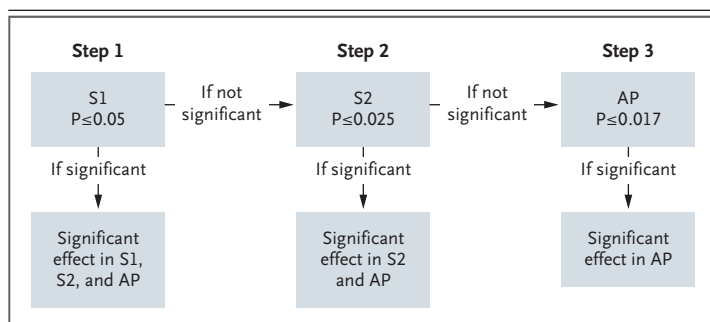 Step 1
Step 2
Step 3
S1
P≤0.05
If not
significant
S2
P≤0.025
If not
significant
AP
P≤0.017
If significant
If significant
If significant
Significant
effect in S1,
S2, and AP
Significant
effect in S2
and AP
Significant
effect in AP